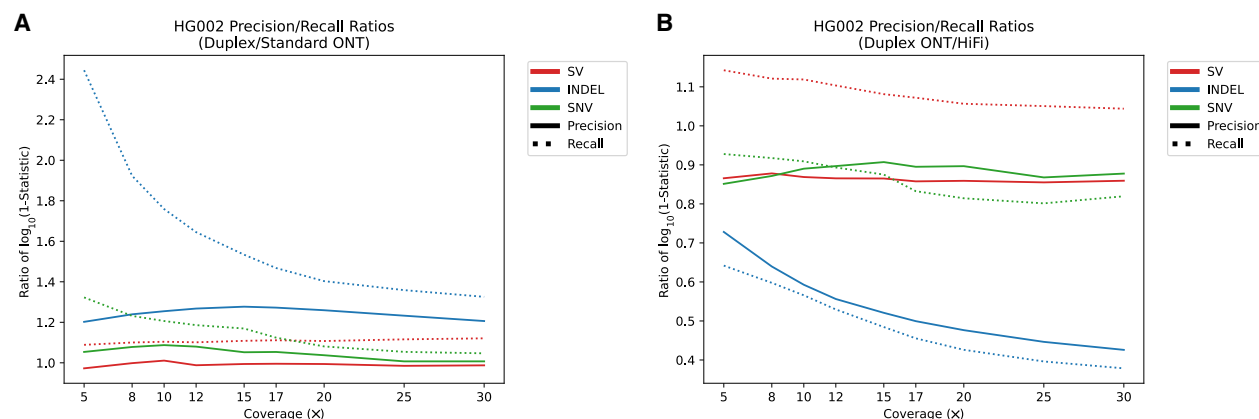 A
HG002 Precision/Recall Ratios
(Duplex/Standard ONT)
Ratio of log10(1-Statistic)
2.4
2.2
2.0
1.8
1.6
1.4
1.2
1.0
5
8
10
12
15
17
20
25
30
Coverage (×)
SV
INDEL
SNV
Precision
Recall
B
HG002 Precision/Recall Ratios
(Duplex ONT/HiFi)
Ratio of log10(1-Statistic)
1.1
1.0
0.9
0.8
0.7
0.6
0.5
0.4
5
8
10
12
15
17
20
25
30
Coverage (×)
SV
INDEL
SNV
Precision
Recall